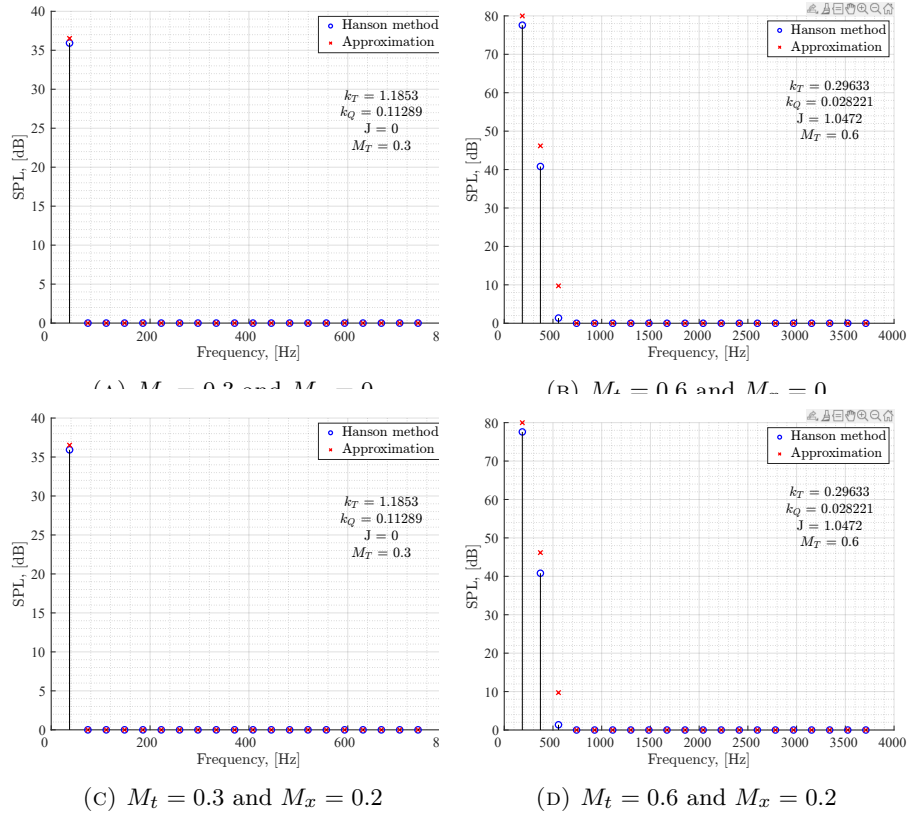 40
35
30
25
20
15
10
5
0
SPL, [dB]
0
200
400
600
8
Frequency, [Hz]
Hanson method
Approximation
k_T = 1.1853
k_Q = 0.11289
J = 0
M_T = 0.3
80
70
60
50
40
30
20
10
0
SPL, [dB]
0
500
1000
1500
2000
2500
3000
3500
4000
Frequency, [Hz]
Hanson method
Approximation
k_T = 0.29633
k_Q = 0.028221
J = 1.0472
M_T = 0.6
(B) M_t = 0.6 and M_x = 0
40
35
30
25
20
15
10
5
0
SPL, [dB]
0
200
400
600
8
Frequency, [Hz]
Hanson method
Approximation
k_T = 1.1853
k_Q = 0.11289
J = 0
M_T = 0.3
(C) M_t = 0.3 and M_x = 0.2
80
70
60
50
40
30
20
10
0
SPL, [dB]
0
500
1000
1500
2000
2500
3000
3500
4000
Frequency, [Hz]
Hanson method
Approximation
k_T = 0.29633
k_Q = 0.028221
J = 1.0472
M_T = 0.6
(D) M_t = 0.6 and M_x = 0.2